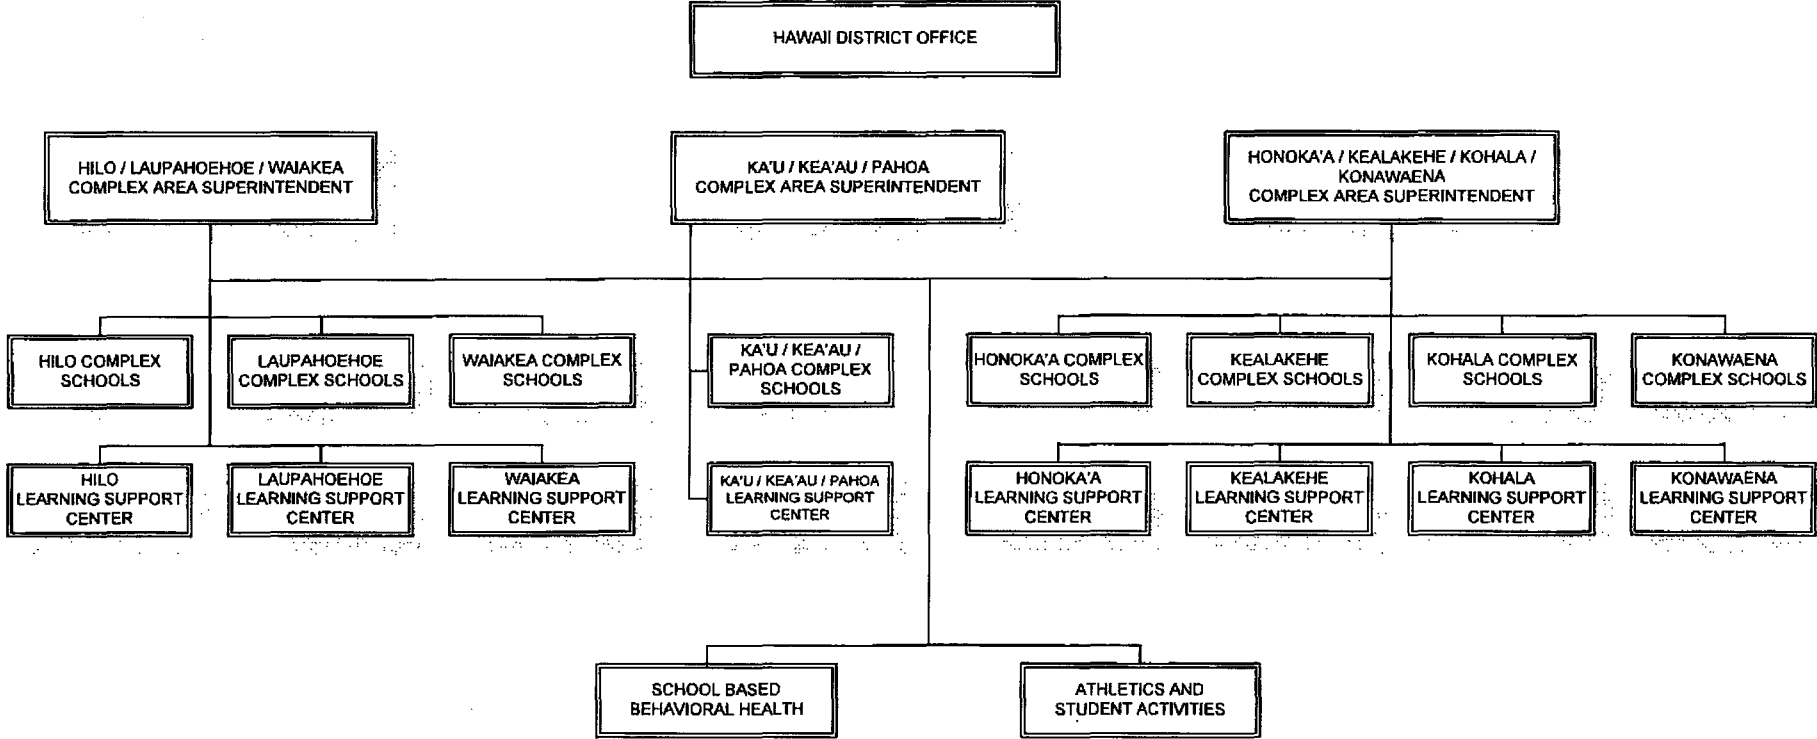 HAWAII DISTRICT OFFICE
HILO / LAUPAHOEHOE / WAIAKEA
COMPLEX AREA SUPERINTENDENT
KA'U / KEA'AU / PAHOA
COMPLEX AREA SUPERINTENDENT
HONOKA'A / KEALAKEHE / KOHALA /
KONAWAENA
COMPLEX AREA SUPERINTENDENT
HILO COMPLEX
SCHOOLS
LAUPAHOEHOE
COMPLEX SCHOOLS
WAIAKEA COMPLEX
SCHOOLS
KA'U / KEA'AU /
PAHOA COMPLEX
SCHOOLS
HONOKA'A COMPLEX
SCHOOLS
KEALAKEHE
COMPLEX SCHOOLS
KOHALA COMPLEX
SCHOOLS
KONAWAENA
COMPLEX SCHOOLS
HILO
LEARNING SUPPORT
CENTER
LAUPAHOEHOE
LEARNING SUPPORT
CENTER
WAIAKEA
LEARNING SUPPORT
CENTER
KA'U / KEA'AU / PAHOA
LEARNING SUPPORT
CENTER
HONOKA'A
LEARNING SUPPORT
CENTER
KEALAKEHE
LEARNING SUPPORT
CENTER
KOHALA
LEARNING SUPPORT
CENTER
KONAWAENA
LEARNING SUPPORT
CENTER
SCHOOL BASED
BEHAVIORAL HEALTH
ATHLETICS AND
STUDENT ACTIVITIES